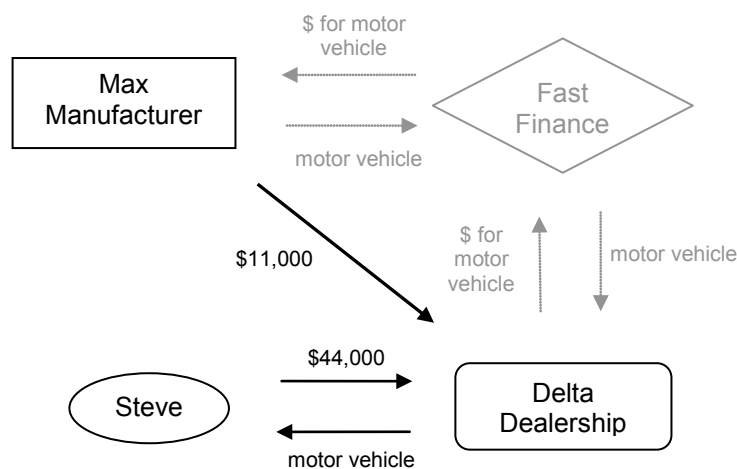 $ for motor
vehicle
Max
Manufacturer
Fast
Finance
motor vehicle
$11,000
$ for
motor
vehicle
motor vehicle
$44,000
Steve
Delta
Dealership
motor vehicle